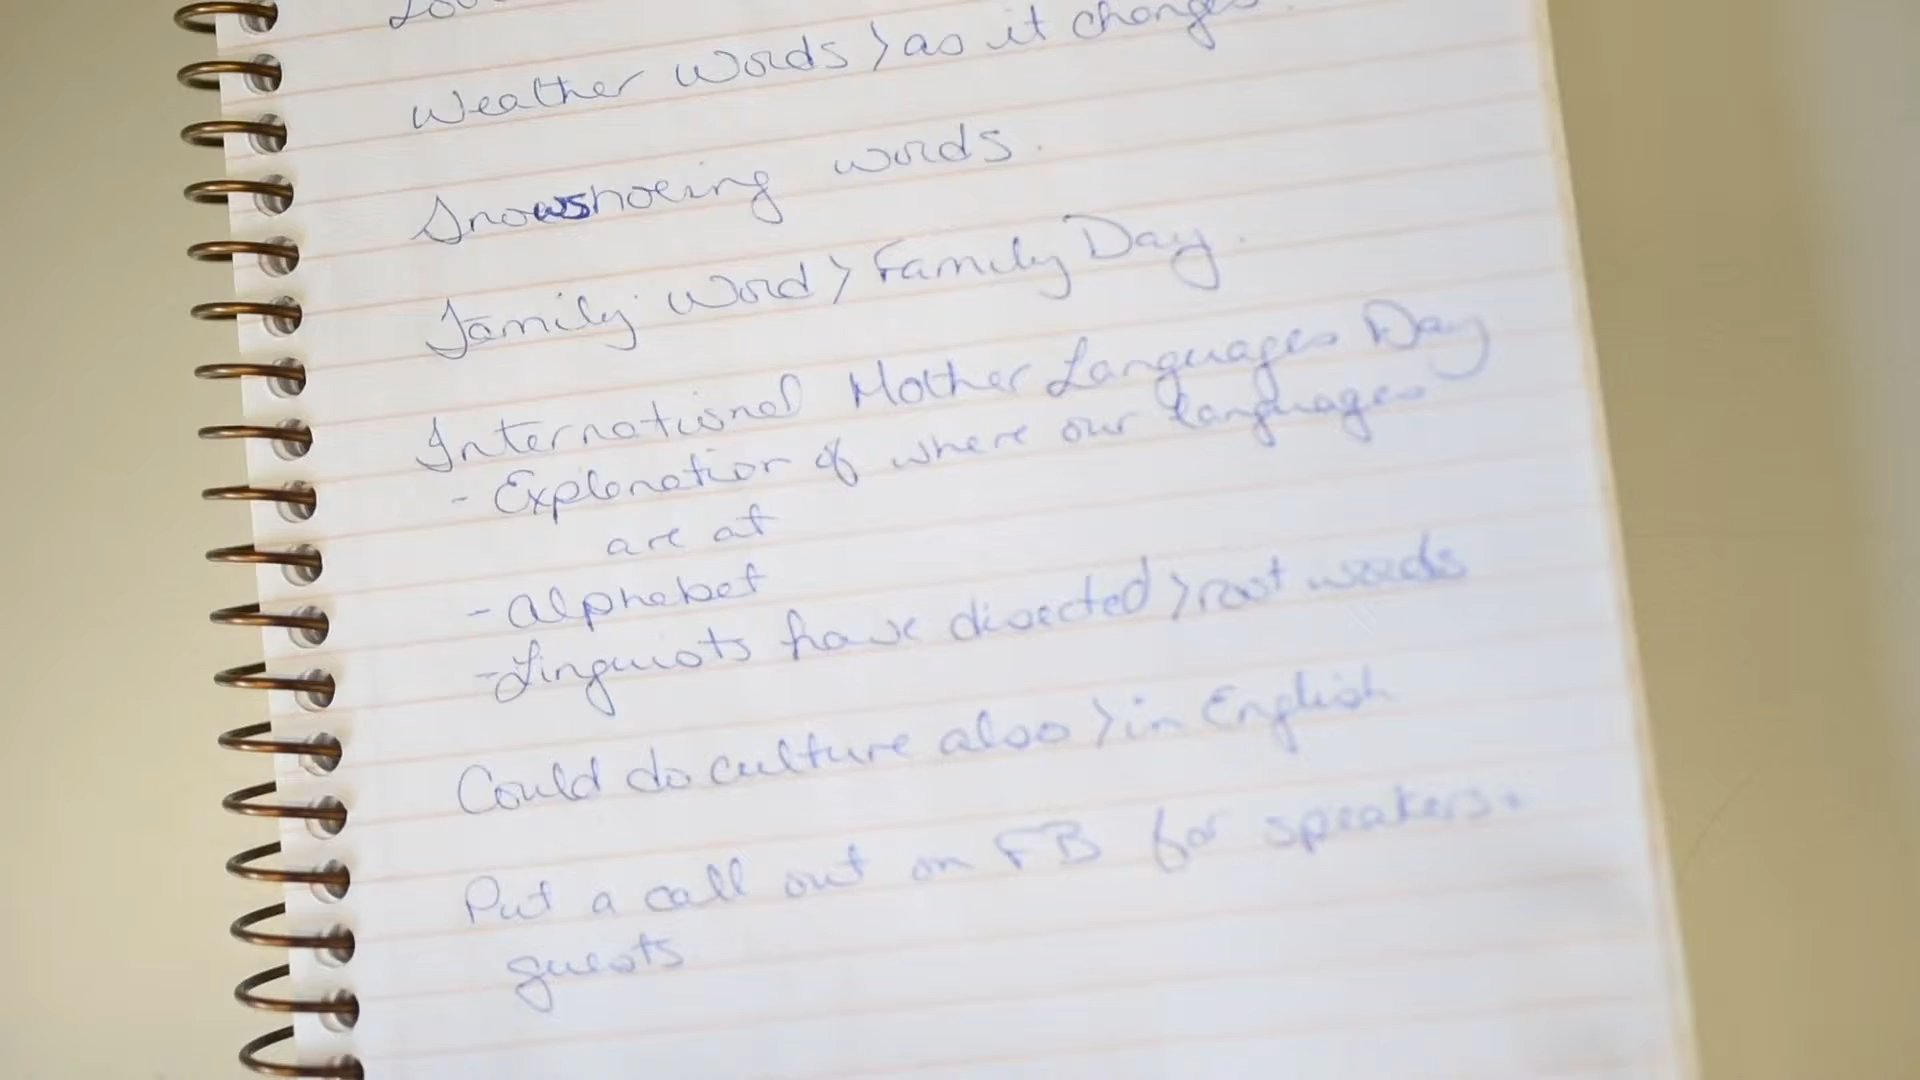 Weather Words > as it changes.
Snowshoeing words.
Family Word > Family Day.
International Mother Languages Day
- Explanation of where our languages
are at
- alphabet
- Linguists have disected > root words
Could do culture also > in English
Put a call out on FB for speakers.
guests